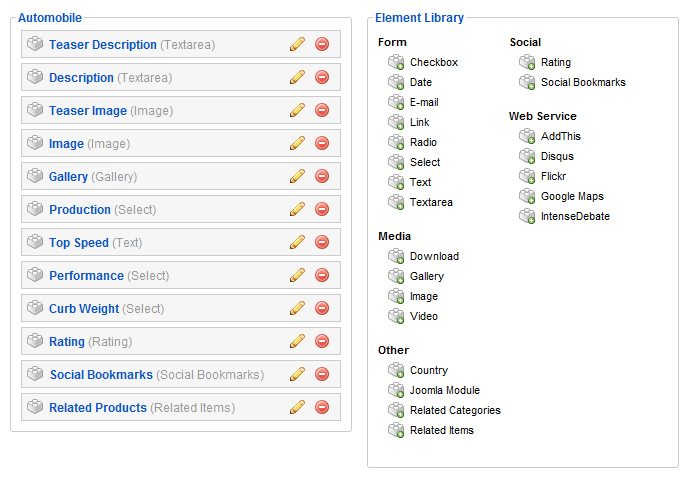 Automobile
Teaser Description (Textarea)
Description (Textarea)
Teaser Image (Image)
Image (Image)
Gallery (Gallery)
Production (Select)
Top Speed (Text)
Performance (Select)
Curb Weight (Select)
Rating (Rating)
Social Bookmarks (Social Bookmarks)
Related Products (Related Items)
Element Library
Form
Checkbox
Date
E-mail
Link
Radio
Select
Text
Textarea
Media
Download
Gallery
Image
Video
Other
Country
Joomla Module
Related Categories
Related Items
Social
Rating
Social Bookmarks
Web Service
AddThis
Disqus
Flickr
Google Maps
IntenseDebate